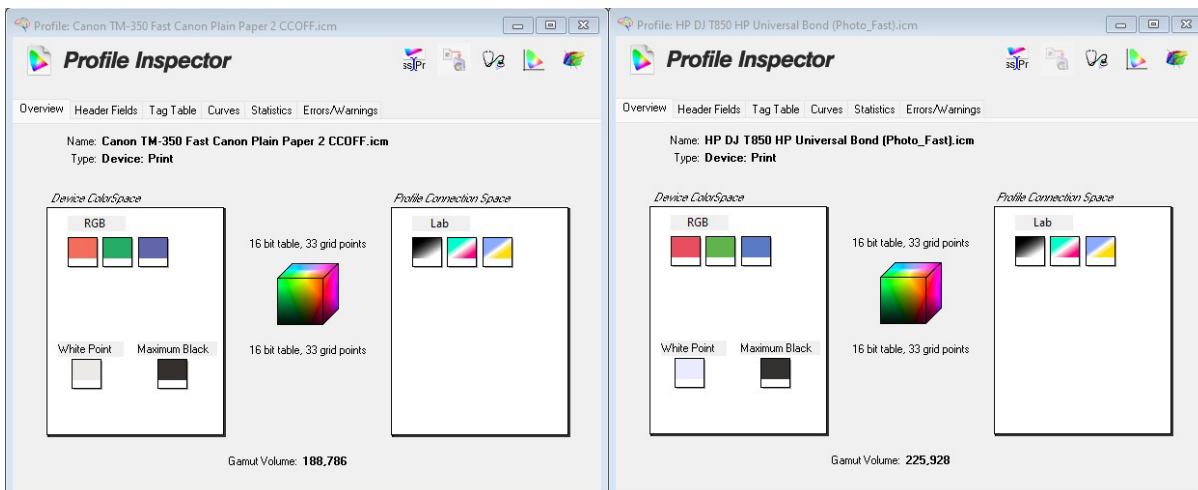 Profile: Canon TM-350 Fast Canon Plain Paper 2 CCOFF.icm
Profile Inspector
ss|Pr
Overview Header Fields Tag Table Curves Statistics Errors/Warnings
Name: Canon TM-350 Fast Canon Plain Paper 2 CCOFF.icm
Type: Device: Print
Device ColorSpace
Profile Connection Space
RGB
Lab
16 bit table, 33 grid points
White Point
Maximum Black
16 bit table, 33 grid points
Gamut Volume: 188,786
Profile: HP DJ T850 HP Universal Bond (Photo_Fast).icm
Profile Inspector
ss|Pr
Overview Header Fields Tag Table Curves Statistics Errors/Warnings
Name: HP DJ T850 HP Universal Bond (Photo_Fast).icm
Type: Device: Print
Device ColorSpace
Profile Connection Space
RGB
Lab
16 bit table, 33 grid points
White Point
Maximum Black
16 bit table, 33 grid points
Gamut Volume: 225,928